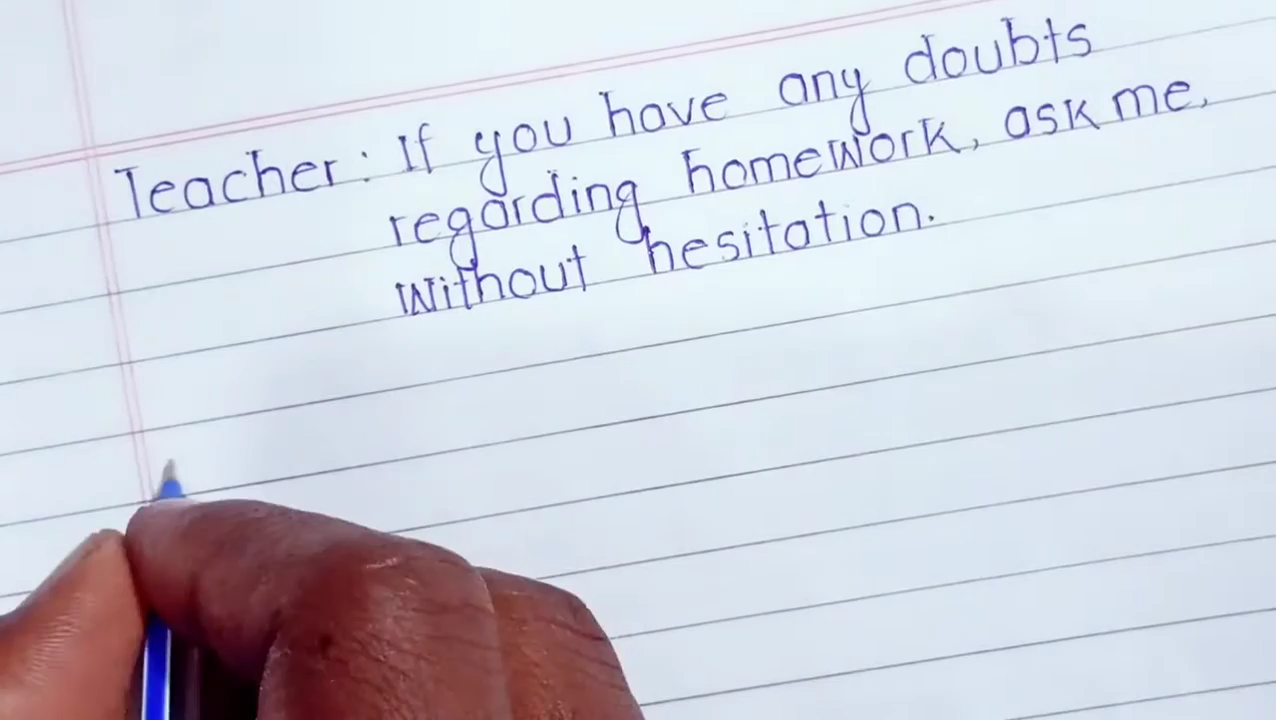 Teacher: If you have any doubts
regarding homework, ask me,
without hesitation.